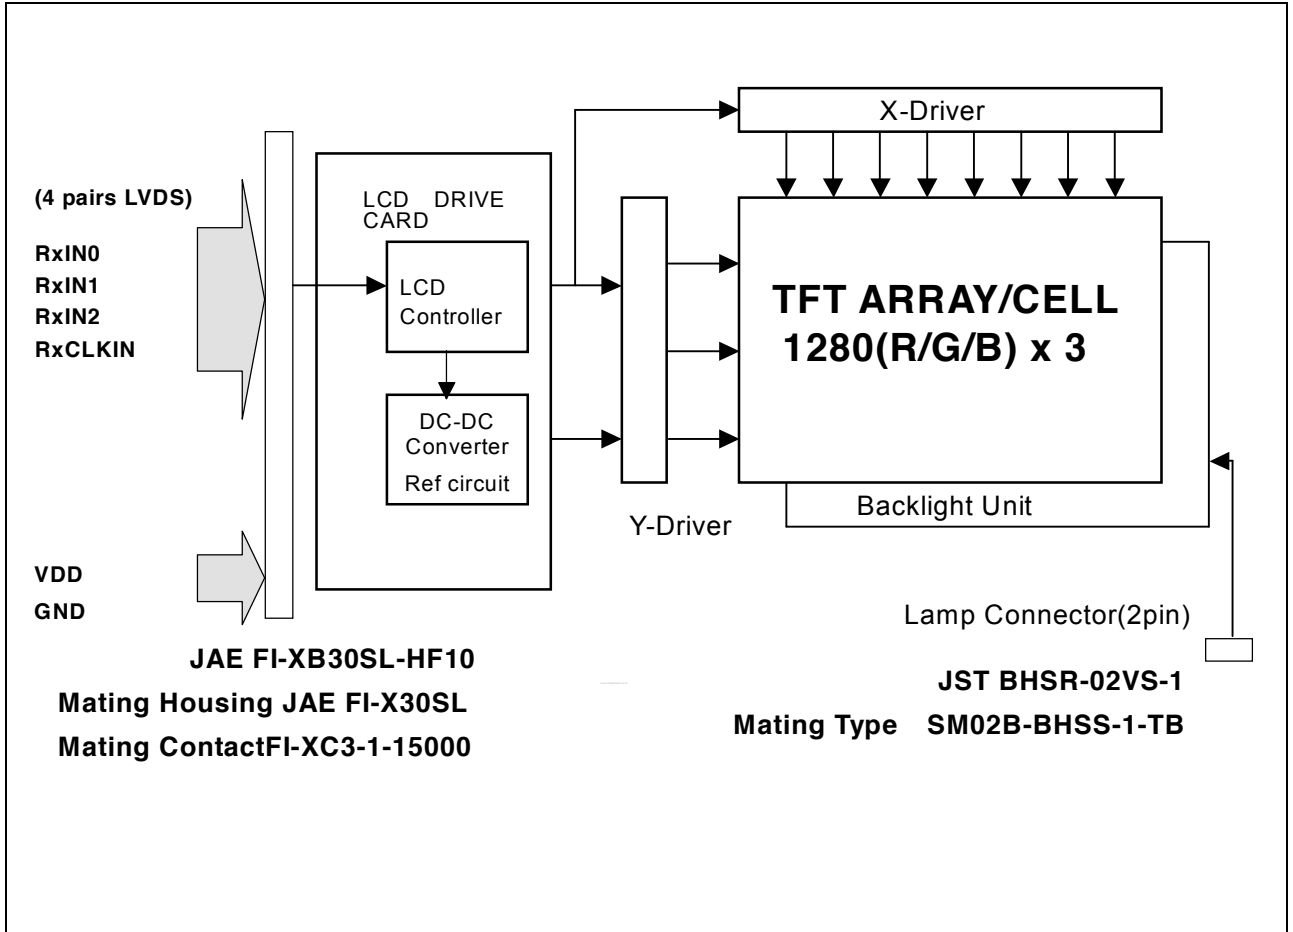 X-Driver
(4 pairs LVDS)
RxIN0
RxIN1
RxIN2
RxCLKIN
LCD DRIVE
CARD
LCD
Controller
DC-DC
Converter
Ref circuit
TFT ARRAY/CELL
1280(R/G/B) x 3
Backlight Unit
Y-Driver
VDD
GND
Lamp Connector(2pin)
JAE FI-XB30SL-HF10
Mating Housing JAE FI-X30SL
Mating ContactFI-XC3-1-15000
JST BHSR-02VS-1
Mating Type SM02B-BHSS-1-TB